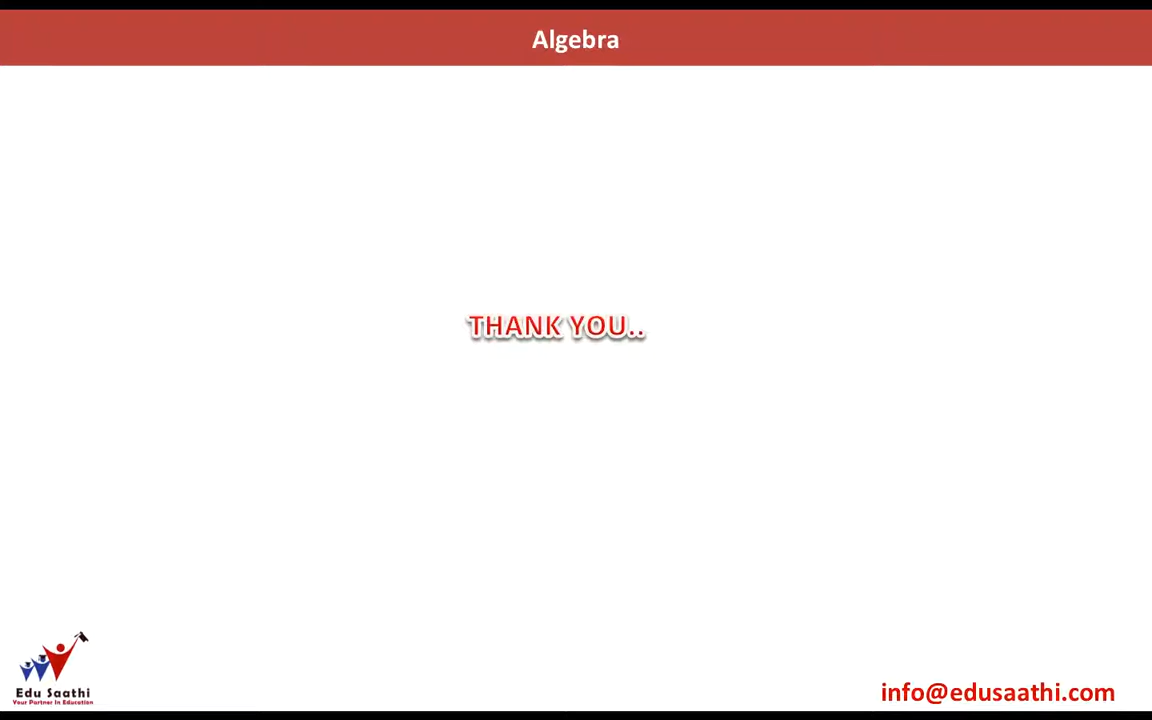 Algebra
THANK YOU..
Edu Saathi
Your Partner In Education
info@edusaathi.com